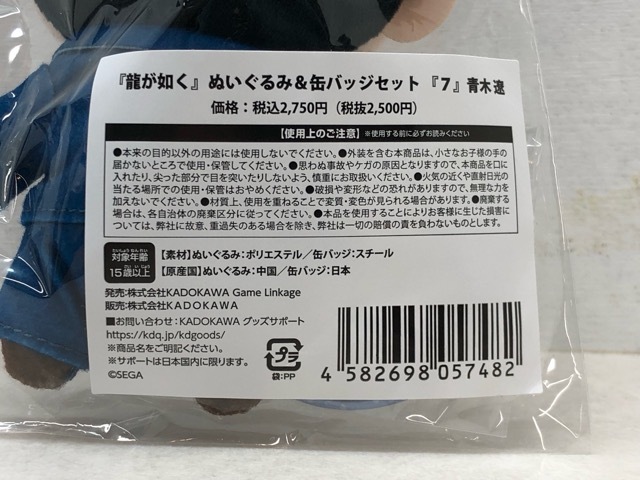 『龍が如く』ぬいぐるみ＆缶バッジセット『7』青木遼
価格：税込2,750円（税抜2,500円）
【使用上のご注意】※使用する前に必ずお読みください
●本来の目的以外の用途には使用しないでください。●外装を含む本商品は、小さなお子様の手の
届かないところで使用・保管してください。●思わぬ事故やケガの原因となりますので、本商品を口に
入れたり、尖った部分で目を突いたりしないよう、慎重にお取扱いください。●火気の近くや直射日光の
当たる場所での使用・保管はおやめください。●破損や変形などの恐れがありますので、無理な力を
加えないでください。●材質上、使用を重ねることで変質・変色が見られる場合があります。●廃棄す
る場合は、各自治体の廃棄区分に従ってください。●本品を使用することによりお客様に生じた損害に
ついては、弊社に故意、重過失のある場合を除き、弊社は一切の賠償の責を負わないものとします。
たいしょうねんれい
対象年齢
さい いじょう
15歳以上
【素材】ぬいぐるみ：ポリエステル／缶バッジ：スチール
【原産国】ぬいぐるみ：中国／缶バッジ：日本
発売：株式会社KADOKAWA Game Linkage
販売：株式会社KADOKAWA
■お問い合わせ：KADOKAWA グッズサポート
https://kdq.jp/kdgoods/
※商品名をご明記ください。
※サポートは日本国内に限ります。
©SEGA
プラ
袋：PP
4 582698 057482